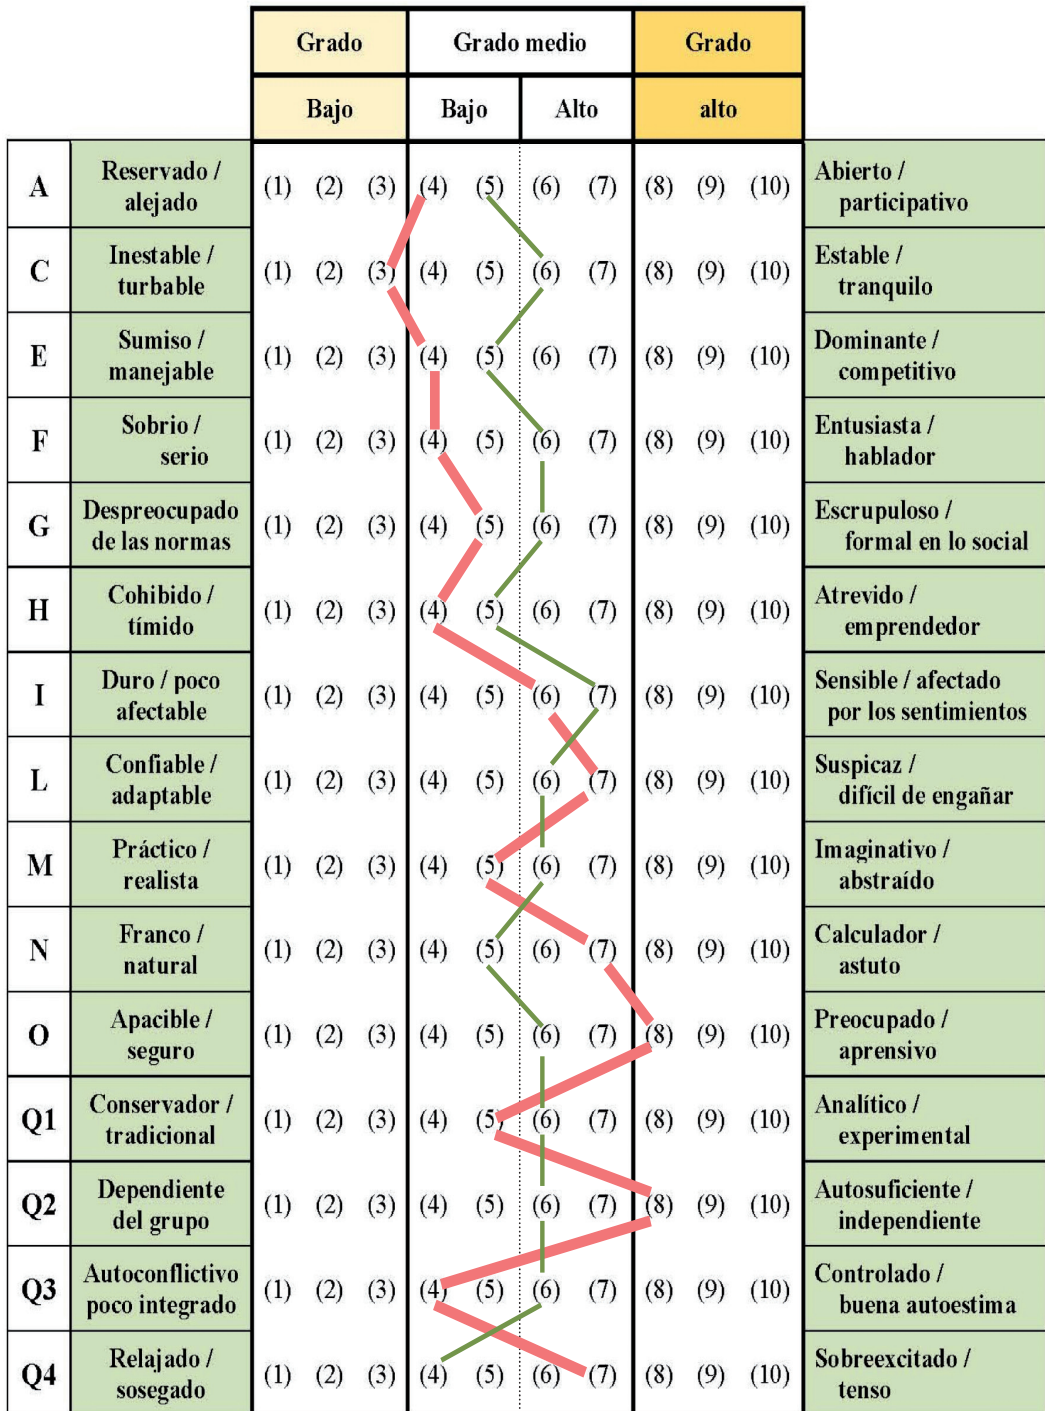 Grado Grado medio Grado
Bajo Bajo Alto alto
A Reservado / (1) (2) (3) (4) (5) (6) (7) (8) (9) (10) Abierto /
alejado participativo
C Inestable / (1) (2) (3) (4) (5) (6) (7) (8) (9) (10) Estable /
turbable tranquilo
E Sumiso / (1) (2) (3) (4) (5) (6) (7) (8) (9) (10) Dominante /
manejable competitivo
F Sobrio / (1) (2) (3) (4) (5) (6) (7) (8) (9) (10) Entusiasta /
serio hablador
G Despreocupado (1) (2) (3) (4) (5) (6) (7) (8) (9) (10) Escrupuloso /
de las normas formal en lo social
H Cohibido / (1) (2) (3) (4) (5) (6) (7) (8) (9) (10) Atrevido /
tímido emprendedor
I Duro / poco (1) (2) (3) (4) (5) (6) (7) (8) (9) (10) Sensible / afectado
afectable por los sentimientos
L Confiable / (1) (2) (3) (4) (5) (6) (7) (8) (9) (10) Suspicaz /
adaptable difícil de engañar
M Práctico / (1) (2) (3) (4) (5) (6) (7) (8) (9) (10) Imaginativo /
realista abstraído
N Franco / (1) (2) (3) (4) (5) (6) (7) (8) (9) (10) Calculador /
natural astuto
O Apacible / (1) (2) (3) (4) (5) (6) (7) (8) (9) (10) Preocupado /
seguro aprensivo
Q1 Conservador / (1) (2) (3) (4) (5) (6) (7) (8) (9) (10) Analítico /
tradicional experimental
Q2 Dependiente (1) (2) (3) (4) (5) (6) (7) (8) (9) (10) Autosuficiente /
del grupo independiente
Q3 Autoconflictivo (1) (2) (3) (4) (5) (6) (7) (8) (9) (10) Controlado /
poco integrado buena autoestima
Q4 Relajado / (1) (2) (3) (4) (5) (6) (7) (8) (9) (10) Sobreexcitado /
sosegado tenso